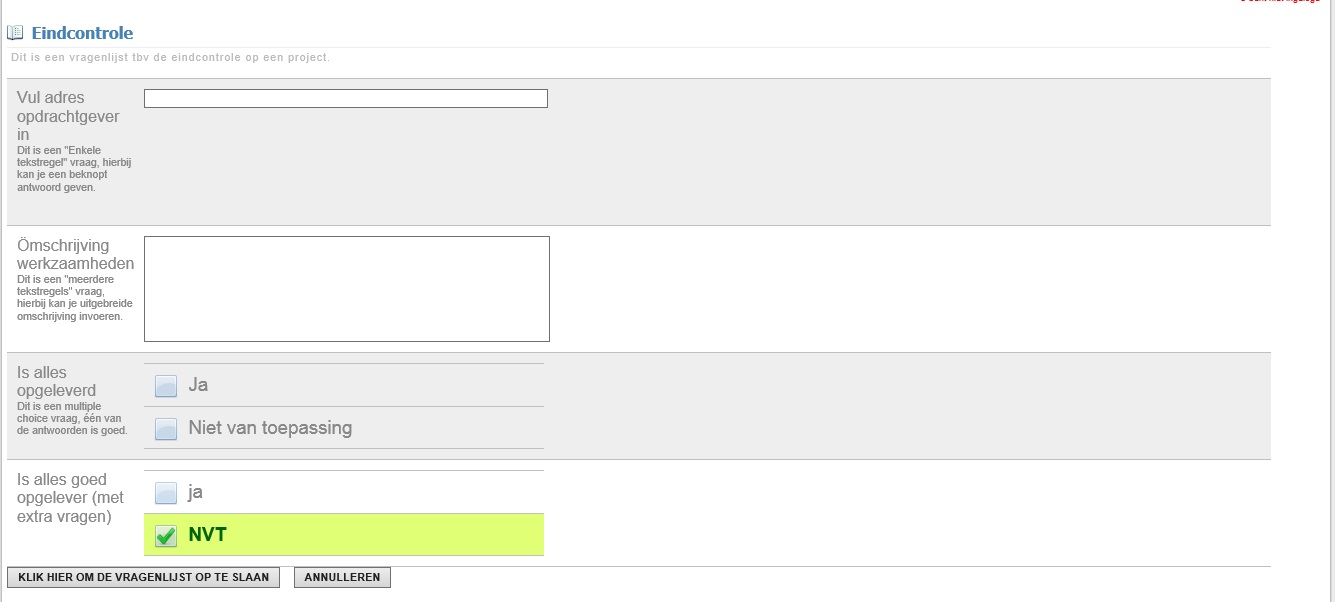 Eindcontrole
Dit is een vragenlijst tbv de eindcontrole op een project.
Vul adres
opdrachtgever
in
Dit is een "Enkele
tekstregel" vraag, hierbij
kan je een beknopt
antwoord geven.
Ömschrijving
werkzaamheden
Dit is een "meerdere
tekstregels" vraag,
hierbij kan je uitgebreide
omschrijving invoeren.
Is alles
opgeleverd
Dit is een multiple
choice vraag, één van
de antwoorden is goed.
Ja
Niet van toepassing
Is alles goed
opgelever (met
extra vragen)
ja
NVT
KLIK HIER OM DE VRAGENLIJST OP TE SLAAN
ANNULLEREN